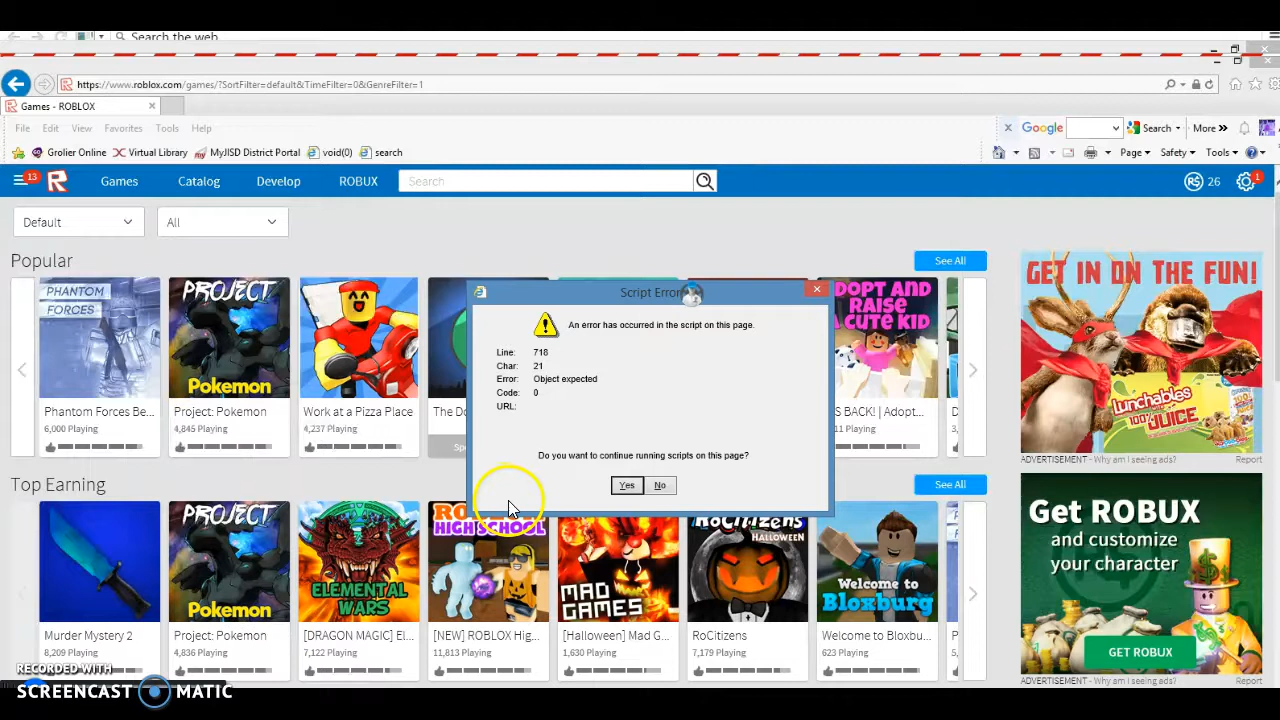 Search the web
https://www.roblox.com/games/?SortFilter=default&TimeFilter=0&GenreFilter=1
Games - ROBLOX
File Edit View Favorites Tools Help
Google Search More »
Grolier Online Virtual Library MyJISD District Portal void(0) search
Page Safety Tools
13 Games Catalog Develop ROBUX Search R$ 26 1
Default All
Popular See All
PHANTOM FORCES
PROJECT: Pokemon
ADOPT AND RAISE A CUTE KID
Phantom Forces Be... Project: Pokemon Work at a Pizza Place
6,000 Playing 4,845 Playing 4,237 Playing
S BACK! | Adopt...
Script Error
An error has occurred in the script on this page.
Line: 718
Char: 21
Error: Object expected
Code: 0
URL:
Do you want to continue running scripts on this page?
Yes No
GET IN ON THE FUN!
Lunchables
100% JUICE
ADVERTISEMENT - Why am I seeing ads? Report
Top Earning See All
PROJECT: Pokemon
ELEMENTAL WARS
HIGHSCHOOL
MAD GAMES
ROCITIZENS HALLOWEEN
Welcome to Bloxburg
Murder Mystery 2 Project: Pokemon [DRAGON MAGIC] El... [NEW] ROBLOX Hig... [Halloween] Mad G... RoCitizens Welcome to Bloxbu...
8,209 Playing 4,836 Playing 7,122 Playing 11,813 Playing 1,630 Playing 7,179 Playing 623 Playing
Get ROBUX
and customize
your character
GET ROBUX
ADVERTISEMENT - Why am I seeing ads? Report
RECORDED WITH
SCREENCAST MATIC